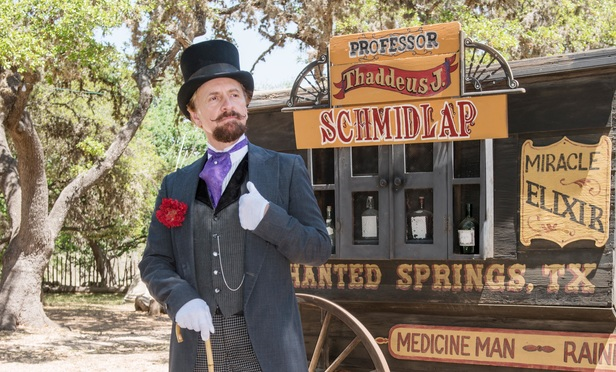 PROFESSOR
Thaddeus J.
SCHMIDLAP
MIRACLE
ELIXIR
HANTED SPRINGS, TX
MEDICINE MAN - RAIN